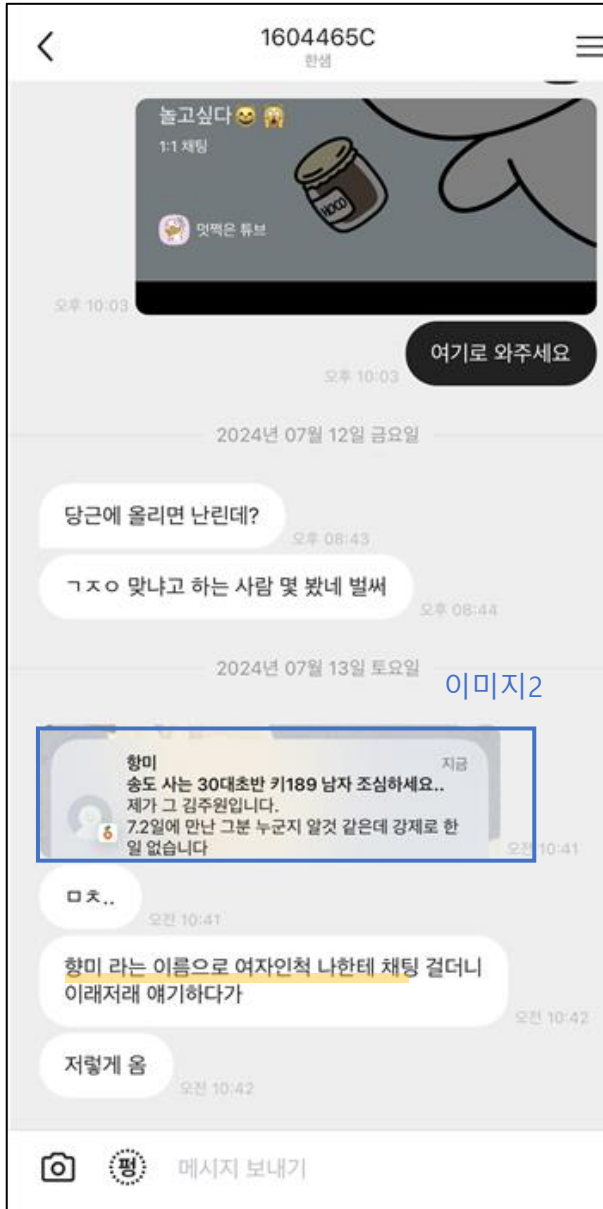 1604465C
한샘
놀고싶다😆 😱
1:1 채팅
HOCO
멋쩍은 튜브
오후 10:03
여기로 와주세요
오후 10:03
2024년 07월 12일 금요일
당근에 올리면 난린데?
오후 08:43
ㄱㅈㅇ 맞냐고 하는 사람 몇 봤네 벌써
오후 08:44
2024년 07월 13일 토요일
이미지2
항미
지금
송도 사는 30대초반 키189 남자 조심하세요..
제가 그 김주원입니다.
7.2일에 만난 그분 누군지 알것 같은데 강제로 한
일 없습니다
오전 10:41
ㅁㅊ..
오전 10:41
향미 라는 이름으로 여자인척 나한테 채팅 걸더니
이래저래 얘기하다가
오전 10:42
저렇게 옴
오전 10:42
펑
메시지 보내기